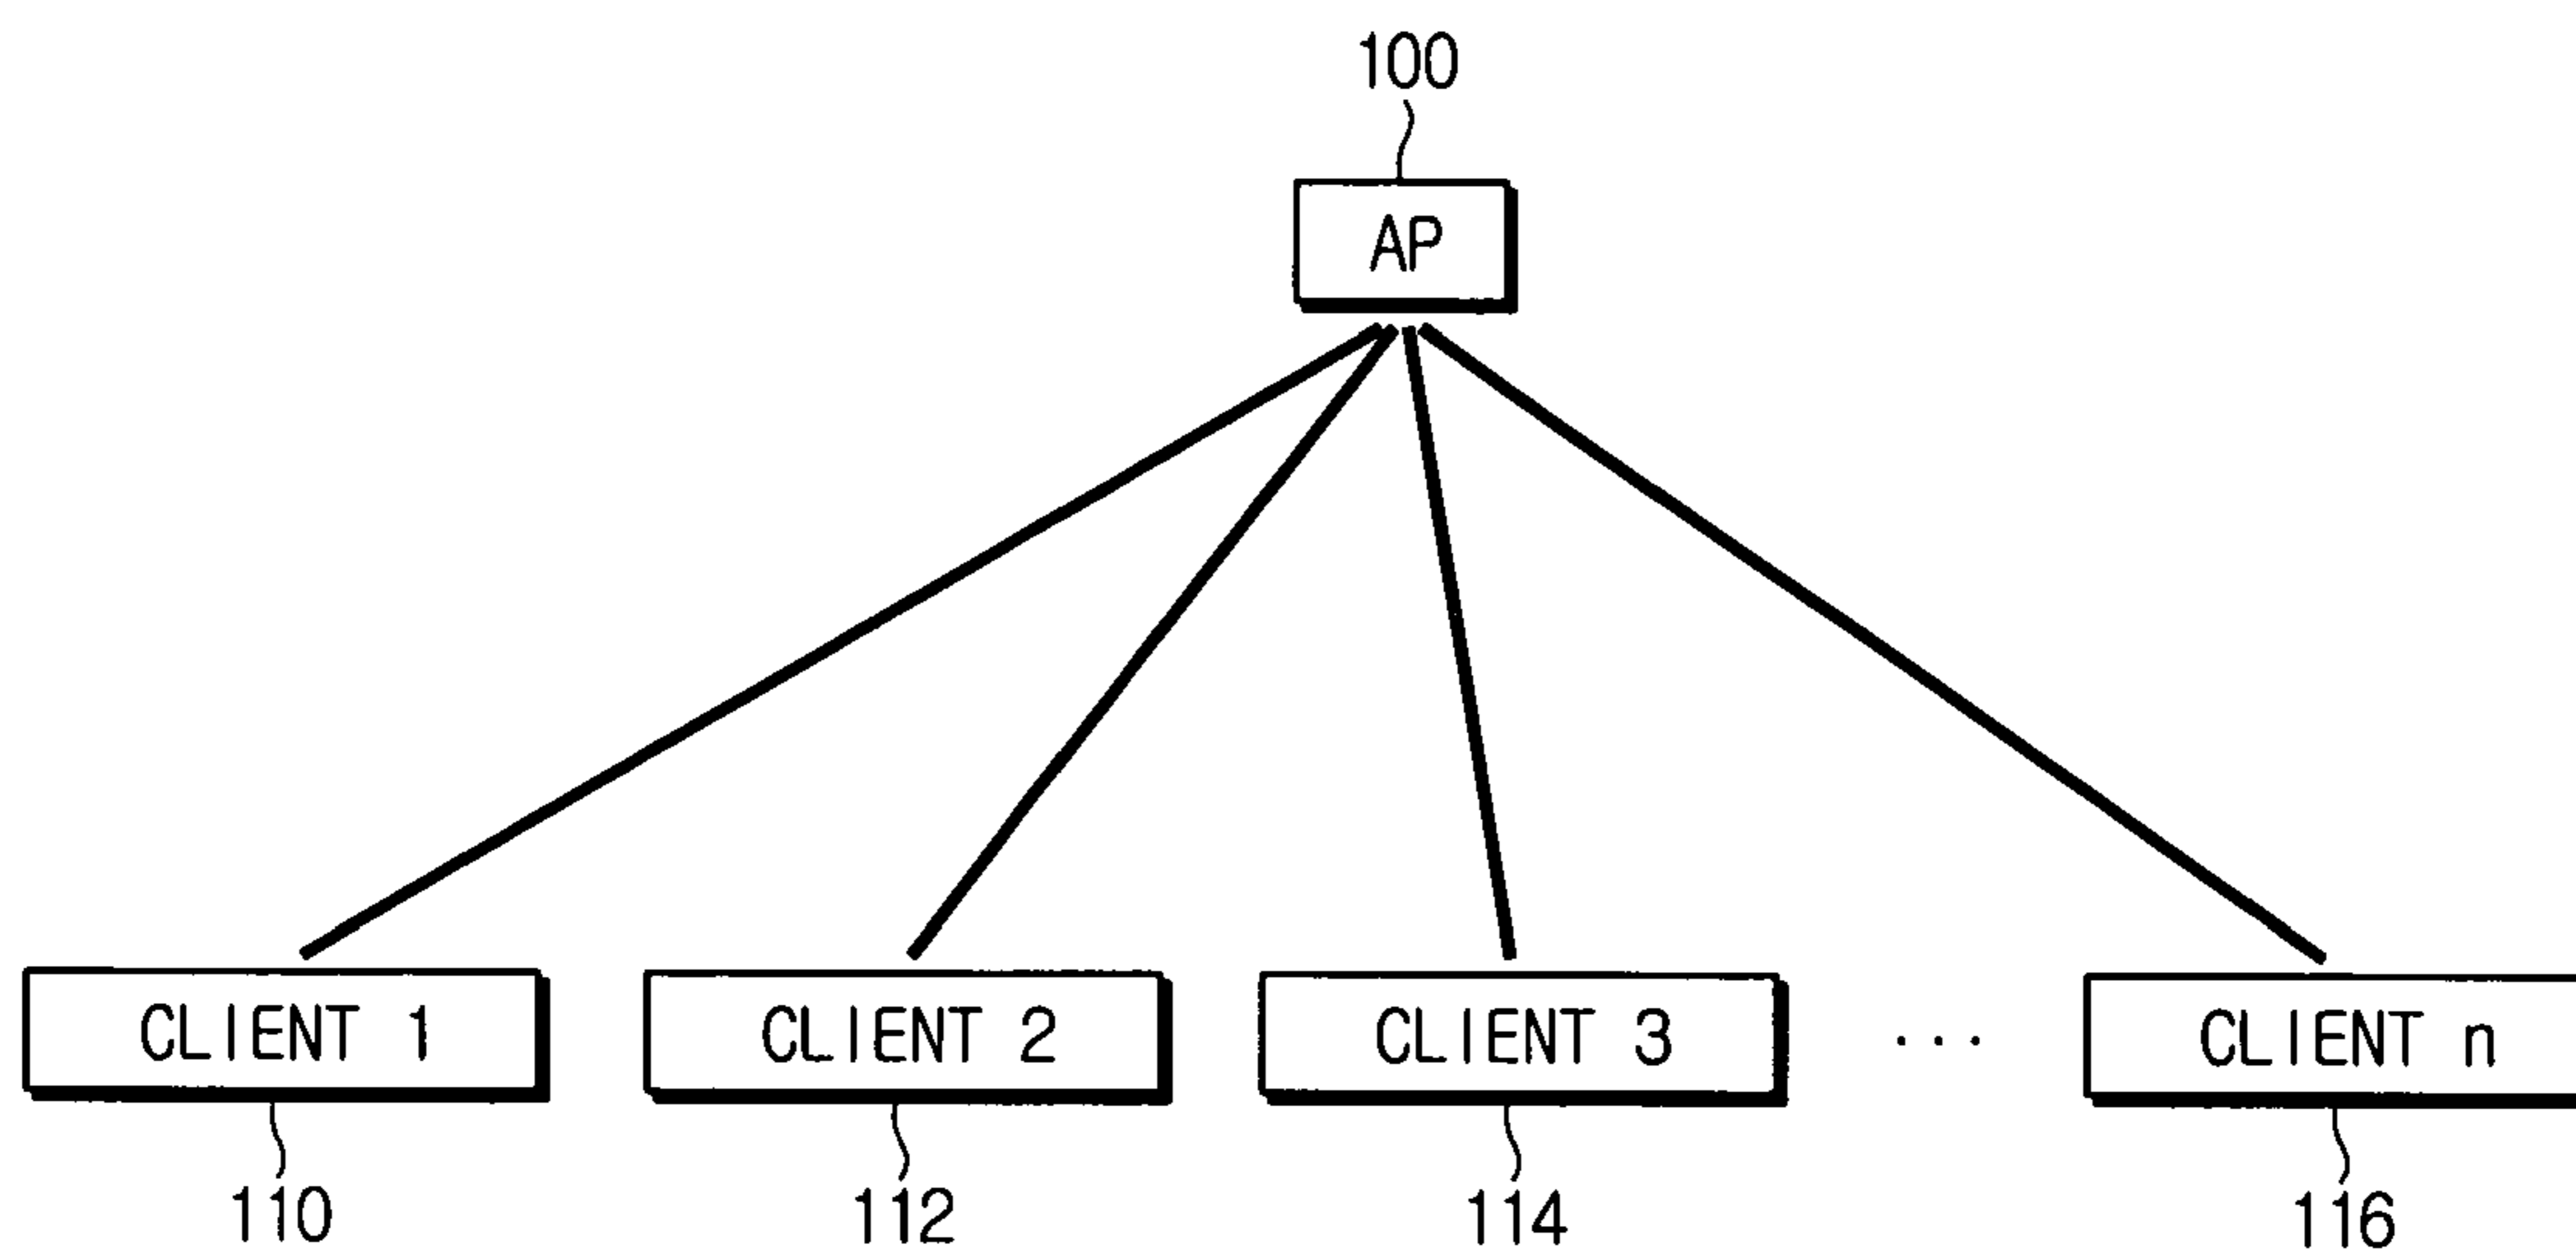 100
AP
CLIENT 1 CLIENT 2 CLIENT 3 ... CLIENT n
110 112 114 116